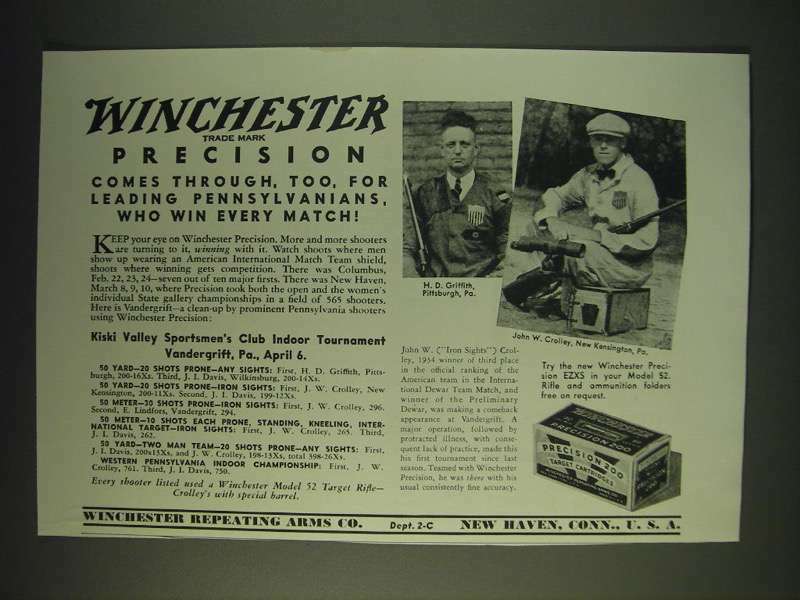 WINCHESTER
TRADE MARK
PRECISION
COMES THROUGH, TOO, FOR
LEADING PENNSYLVANIANS,
WHO WIN EVERY MATCH!
KEEP your eye on Winchester Precision. More and more shooters
are turning to it, winning with it. Watch shoots where men
show up wearing an American International Match Team shield,
shoots where winning gets competition. There was Columbus,
Feb. 22, 23, 24—seven out of ten major firsts. There was New Haven,
March 8, 9, 10, where Precision took both the open and the women's
individual State gallery championships in a field of 565 shooters.
Here is Vandergrift—a clean-up by prominent Pennsylvania shooters
using Winchester Precision:
Kiski Valley Sportsmen's Club Indoor Tournament
Vandergrift, Pa., April 6.
50 YARD—20 SHOTS PRONE—ANY SIGHTS: First, H. D. Griffith, Pitts-
burgh, 200-16Xs. Third, J. I. Davis, Wilkinsburg, 200-14Xs.
50 YARD—20 SHOTS PRONE—IRON SIGHTS: First, J. W. Crolley, New
Kensington, 200-11Xs. Second, J. I. Davis, 199-12Xs.
50 METER—30 SHOTS PRONE—IRON SIGHTS: First, J. W. Crolley, 296.
Second, E. Lindfors, Vandergrift, 294.
50 METER—10 SHOTS EACH PRONE, STANDING, KNEELING, INTER-
NATIONAL TARGET—IRON SIGHTS: First, J. W. Crolley, 265. Third,
J. I. Davis, 262.
50 YARD—TWO MAN TEAM—20 SHOTS PRONE—ANY SIGHTS: First,
J. I. Davis, 200x13Xs, and J. W. Crolley, 198-13Xs, total 398-26Xs.
WESTERN PENNSYLVANIA INDOOR CHAMPIONSHIP: First, J. W.
Crolley, 761. Third, J. I. Davis, 750.
Every shooter listed used a Winchester Model 52 Target Rifle—
Crolley's with special barrel.
H. D. Griffith,
Pittsburgh, Pa.
John W. Crolley, New Kensington, Pa.
John W. ("Iron Sights") Crol-
ley, 1934 winner of third place
in the official ranking of the
American team in the Interna-
tional Dewar Team Match, and
winner of the Preliminary
Dewar, was making a comeback
appearance at Vandergrift. A
major operation, followed by
protracted illness, with conse-
quent lack of practice, made this
his first tournament since last
season. Teamed with Winchester
Precision, he was there with his
usual consistently fine accuracy.
Try the new Winchester Preci-
sion EZXS in your Model 52.
Rifle and ammunition folders
free on request.
WINCHESTER
PRECISION-200
PRECISION-200
TARGET CARTRIDGES
WINCHESTER REPEATING ARMS CO.
Dept. 2-C
NEW HAVEN, CONN., U. S. A.